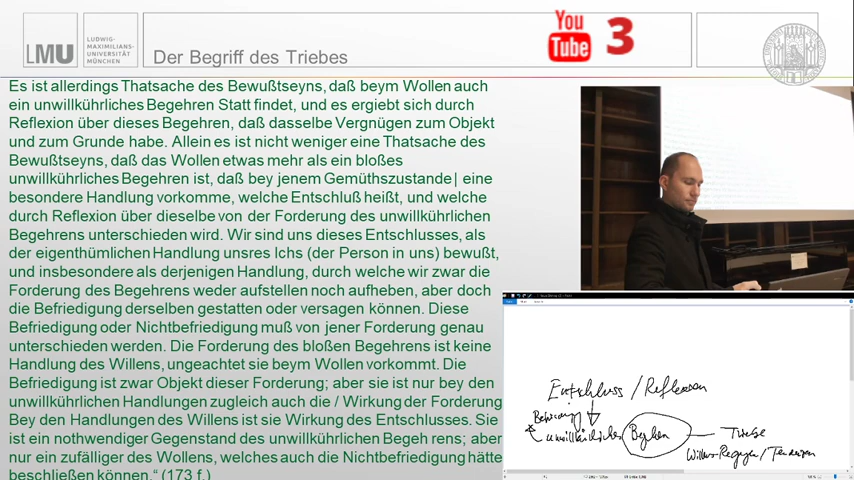 LMU
LUDWIG-
MAXIMILIANS-
UNIVERSITÄT
MÜNCHEN
Der Begriff des Triebes
You
Tube
3
Es ist allerdings Thatsache des Bewußtseyns, daß beym Wollen auch
ein unwillkührliches Begehren Statt findet, und es ergiebt sich durch
Reflexion über dieses Begehren, daß dasselbe Vergnügen zum Objekt
und zum Grunde habe. Allein es ist nicht weniger eine Thatsache des
Bewußtseyns, daß das Wollen etwas mehr als ein bloßes
unwillkührliches Begehren ist, daß bey jenem Gemüthszustande| eine
besondere Handlung vorkomme, welche Entschluß heißt, und welche
durch Reflexion über dieselbe von der Forderung des unwillkührlichen
Begehrens unterschieden wird. Wir sind uns dieses Entschlusses, als
der eigenthümlichen Handlung unsres Ichs (der Person in uns) bewußt,
und insbesondere als derjenigen Handlung, durch welche wir zwar die
Forderung des Begehrens weder aufstellen noch aufheben, aber doch
die Befriedigung derselben gestatten oder versagen können. Diese
Befriedigung oder Nichtbefriedigung muß von jener Forderung genau
unterschieden werden. Die Forderung des bloßen Begehrens ist keine
Handlung des Willens, ungeachtet sie beym Wollen vorkommt. Die
Befriedigung ist zwar Objekt dieser Forderung; aber sie ist nur bey den
unwillkührlichen Handlungen zugleich auch die / Wirkung der Forderung
Bey den Handlungen des Willens ist sie Wirkung des Entschlusses. Sie
ist ein nothwendiger Gegenstand des unwillkührlichen Begeh rens; aber
nur ein zufälliger des Wollens, welches auch die Nichtbefriedigung hätte
beschließen können.“ (173 f.)
Entschluss / Reflexion
unwillkürliches Begehren — Triebe